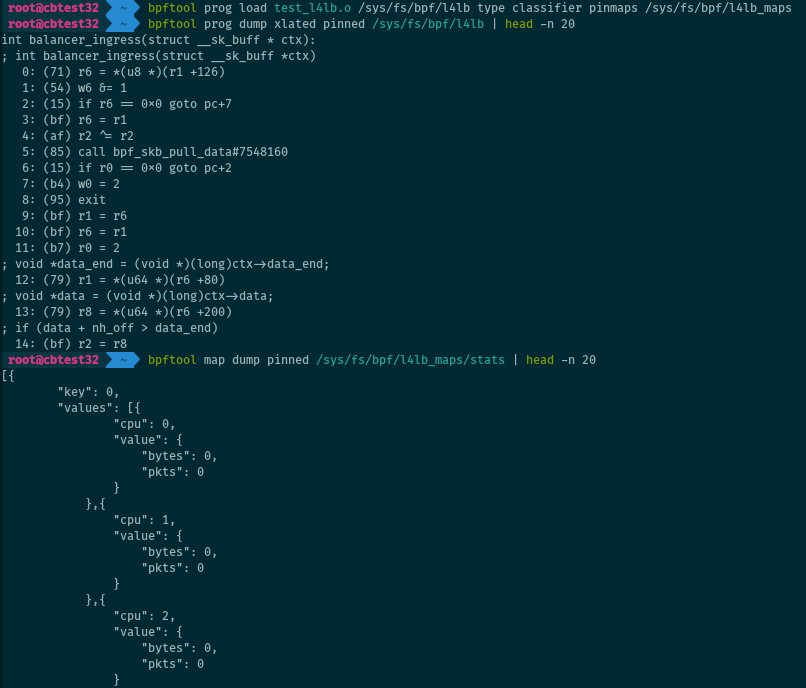 root@cbtest32 ~ bpftool prog load test_l4lb.o /sys/fs/bpf/l4lb type classifier pinmaps /sys/fs/bpf/l4lb_maps
root@cbtest32 ~ bpftool prog dump xlated pinned /sys/fs/bpf/l4lb | head -n 20
int balancer_ingress(struct __sk_buff * ctx):
; int balancer_ingress(struct __sk_buff *ctx)
   0: (71) r6 = *(u8 *)(r1 +126)
   1: (54) w6 &= 1
   2: (15) if r6 == 0x0 goto pc+7
   3: (bf) r6 = r1
   4: (af) r2 ^= r2
   5: (85) call bpf_skb_pull_data#7548160
   6: (15) if r0 == 0x0 goto pc+2
   7: (b4) w0 = 2
   8: (95) exit
   9: (bf) r1 = r6
  10: (bf) r6 = r1
  11: (b7) r0 = 2
; void *data_end = (void *)(long)ctx->data_end;
  12: (79) r1 = *(u64 *)(r6 +80)
; void *data = (void *)(long)ctx->data;
  13: (79) r8 = *(u64 *)(r6 +200)
; if (data + nh_off > data_end)
  14: (bf) r2 = r8
root@cbtest32 ~ bpftool map dump pinned /sys/fs/bpf/l4lb_maps/stats | head -n 20
[{
        "key": 0,
        "values": [{
                "cpu": 0,
                "value": {
                    "bytes": 0,
                    "pkts": 0
                }
            },{
                "cpu": 1,
                "value": {
                    "bytes": 0,
                    "pkts": 0
                }
            },{
                "cpu": 2,
                "value": {
                    "bytes": 0,
                    "pkts": 0
                }